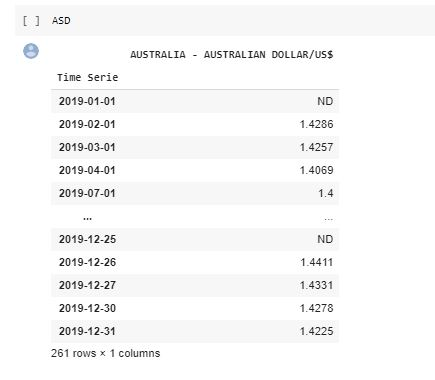 [ ] ASD
AUSTRALIA - AUSTRALIAN DOLLAR/US$
Time Serie
2019-01-01 ND
2019-02-01 1.4286
2019-03-01 1.4257
2019-04-01 1.4069
2019-07-01 1.4
... ...
2019-12-25 ND
2019-12-26 1.4411
2019-12-27 1.4331
2019-12-30 1.4278
2019-12-31 1.4225
261 rows × 1 columns